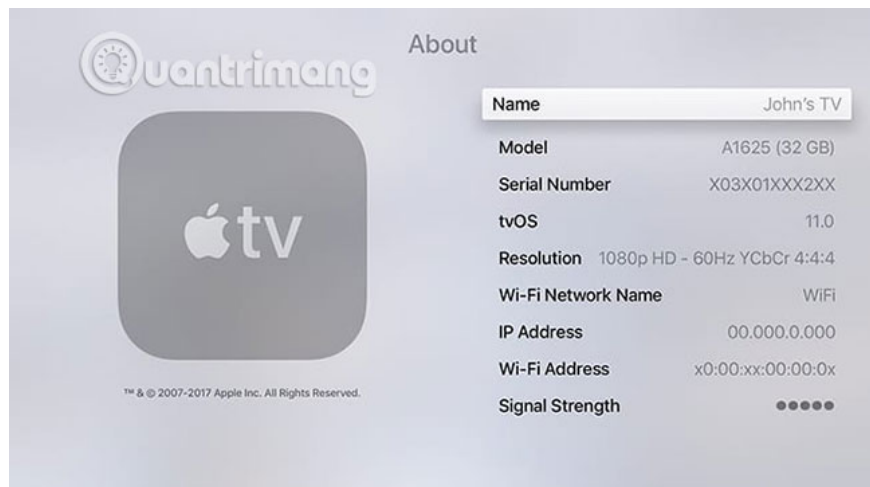 Quantrimang
About
tv
™ & © 2007-2017 Apple Inc. All Rights Reserved.
Name John's TV
Model A1625 (32 GB)
Serial Number X03X01XXX2XX
tvOS 11.0
Resolution 1080p HD - 60Hz YCbCr 4:4:4
Wi-Fi Network Name WiFi
IP Address 00.000.0.000
Wi-Fi Address x0:00:xx:00:00:0x
Signal Strength ●●●●●